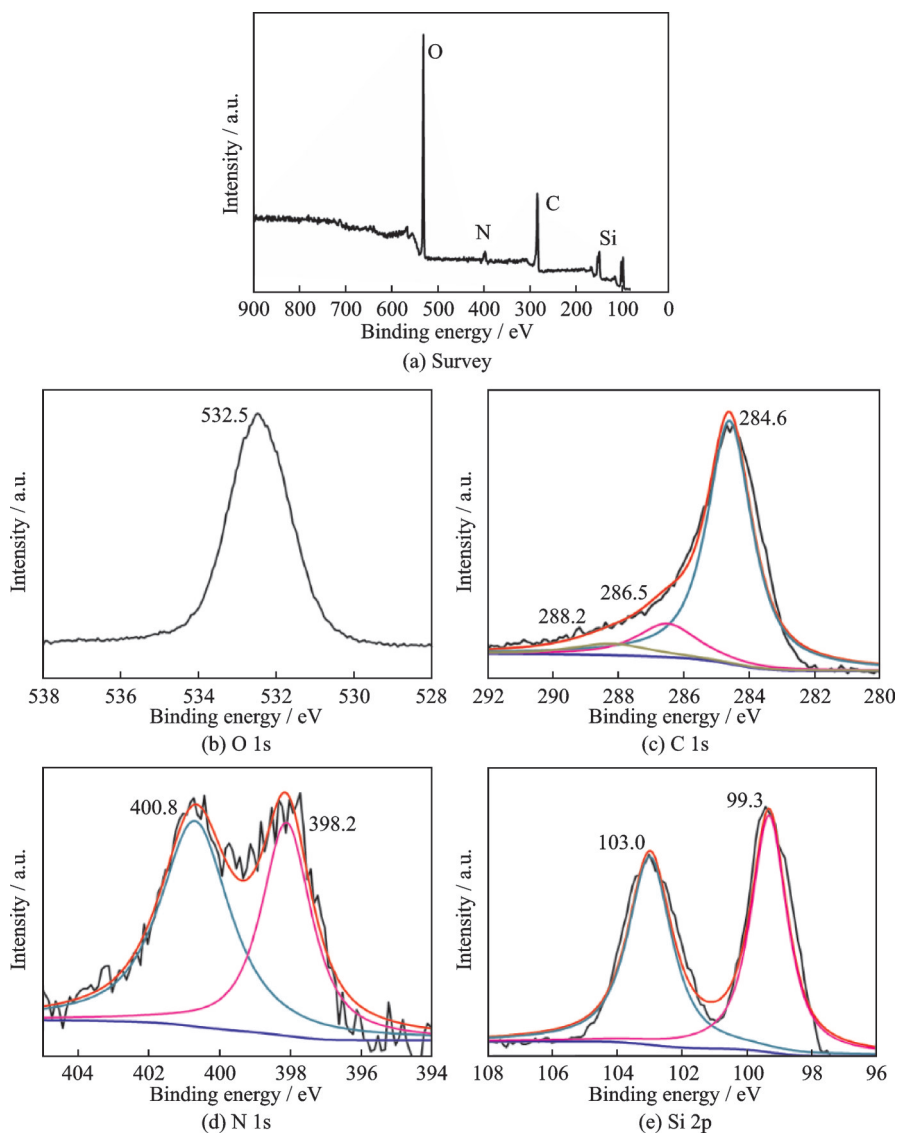 O
C
N
Si
Intensity / a.u.
900 800 700 600 500 400 300 200 100 0
Binding energy / eV
(a) Survey
532.5
Intensity / a.u.
538 536 534 532 530 528
Binding energy / eV
(b) O 1s
284.6
286.5
288.2
Intensity / a.u.
292 290 288 286 284 282 280
Binding energy / eV
(c) C 1s
400.8
398.2
Intensity / a.u.
404 402 400 398 396 394
Binding energy / eV
(d) N 1s
99.3
103.0
Intensity / a.u.
108 106 104 102 100 98 96
Binding energy / eV
(e) Si 2p